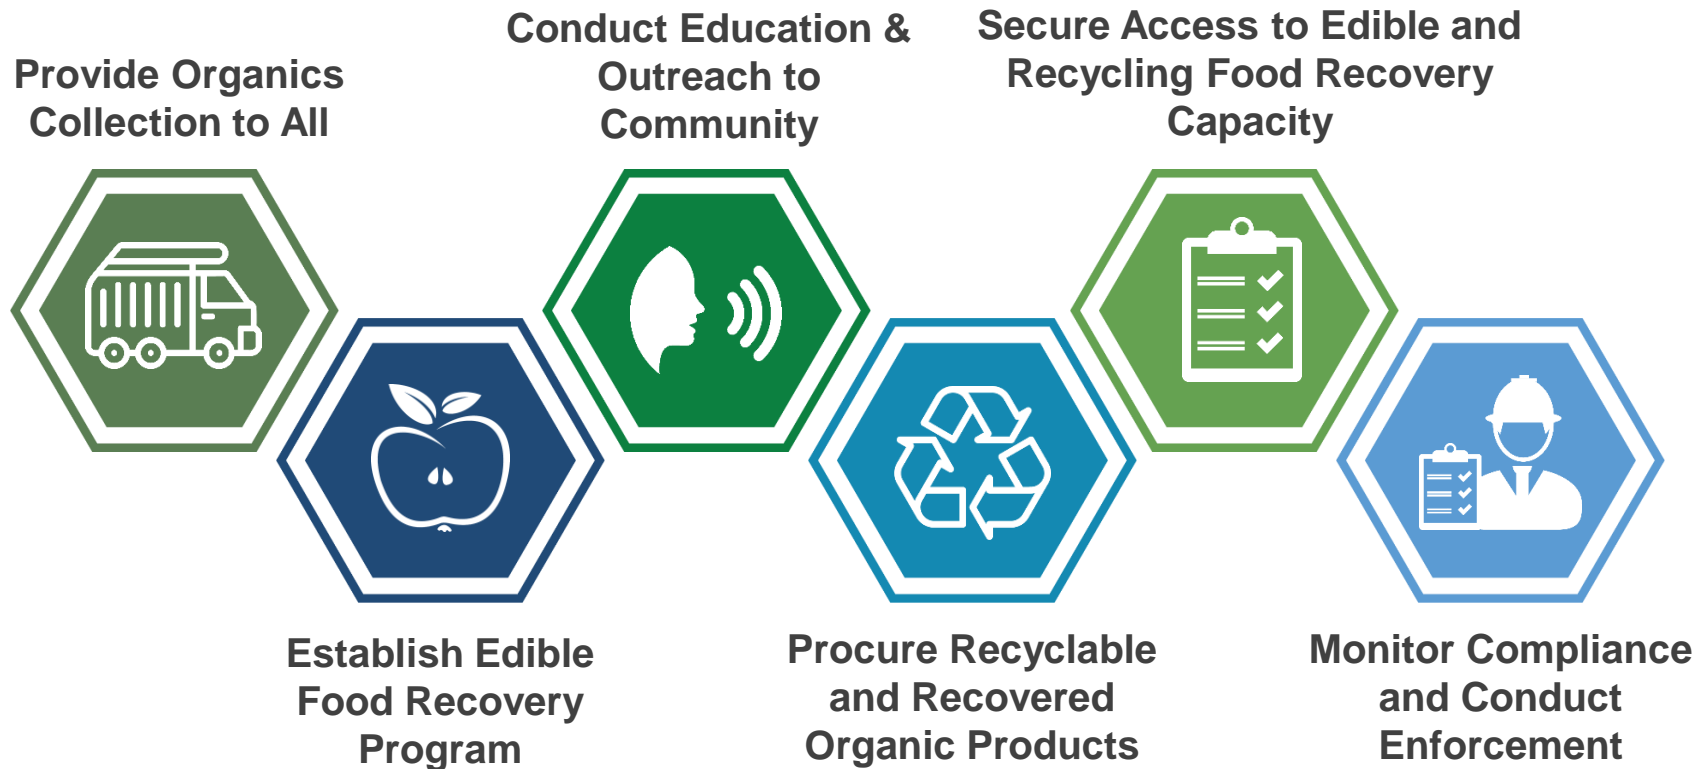 Provide Organics
Collection to All
Establish Edible
Food Recovery
Program
Conduct Education &
Outreach to
Community
Procure Recyclable
and Recovered
Organic Products
Secure Access to Edible and
Recycling Food Recovery
Capacity
Monitor Compliance
and Conduct
Enforcement